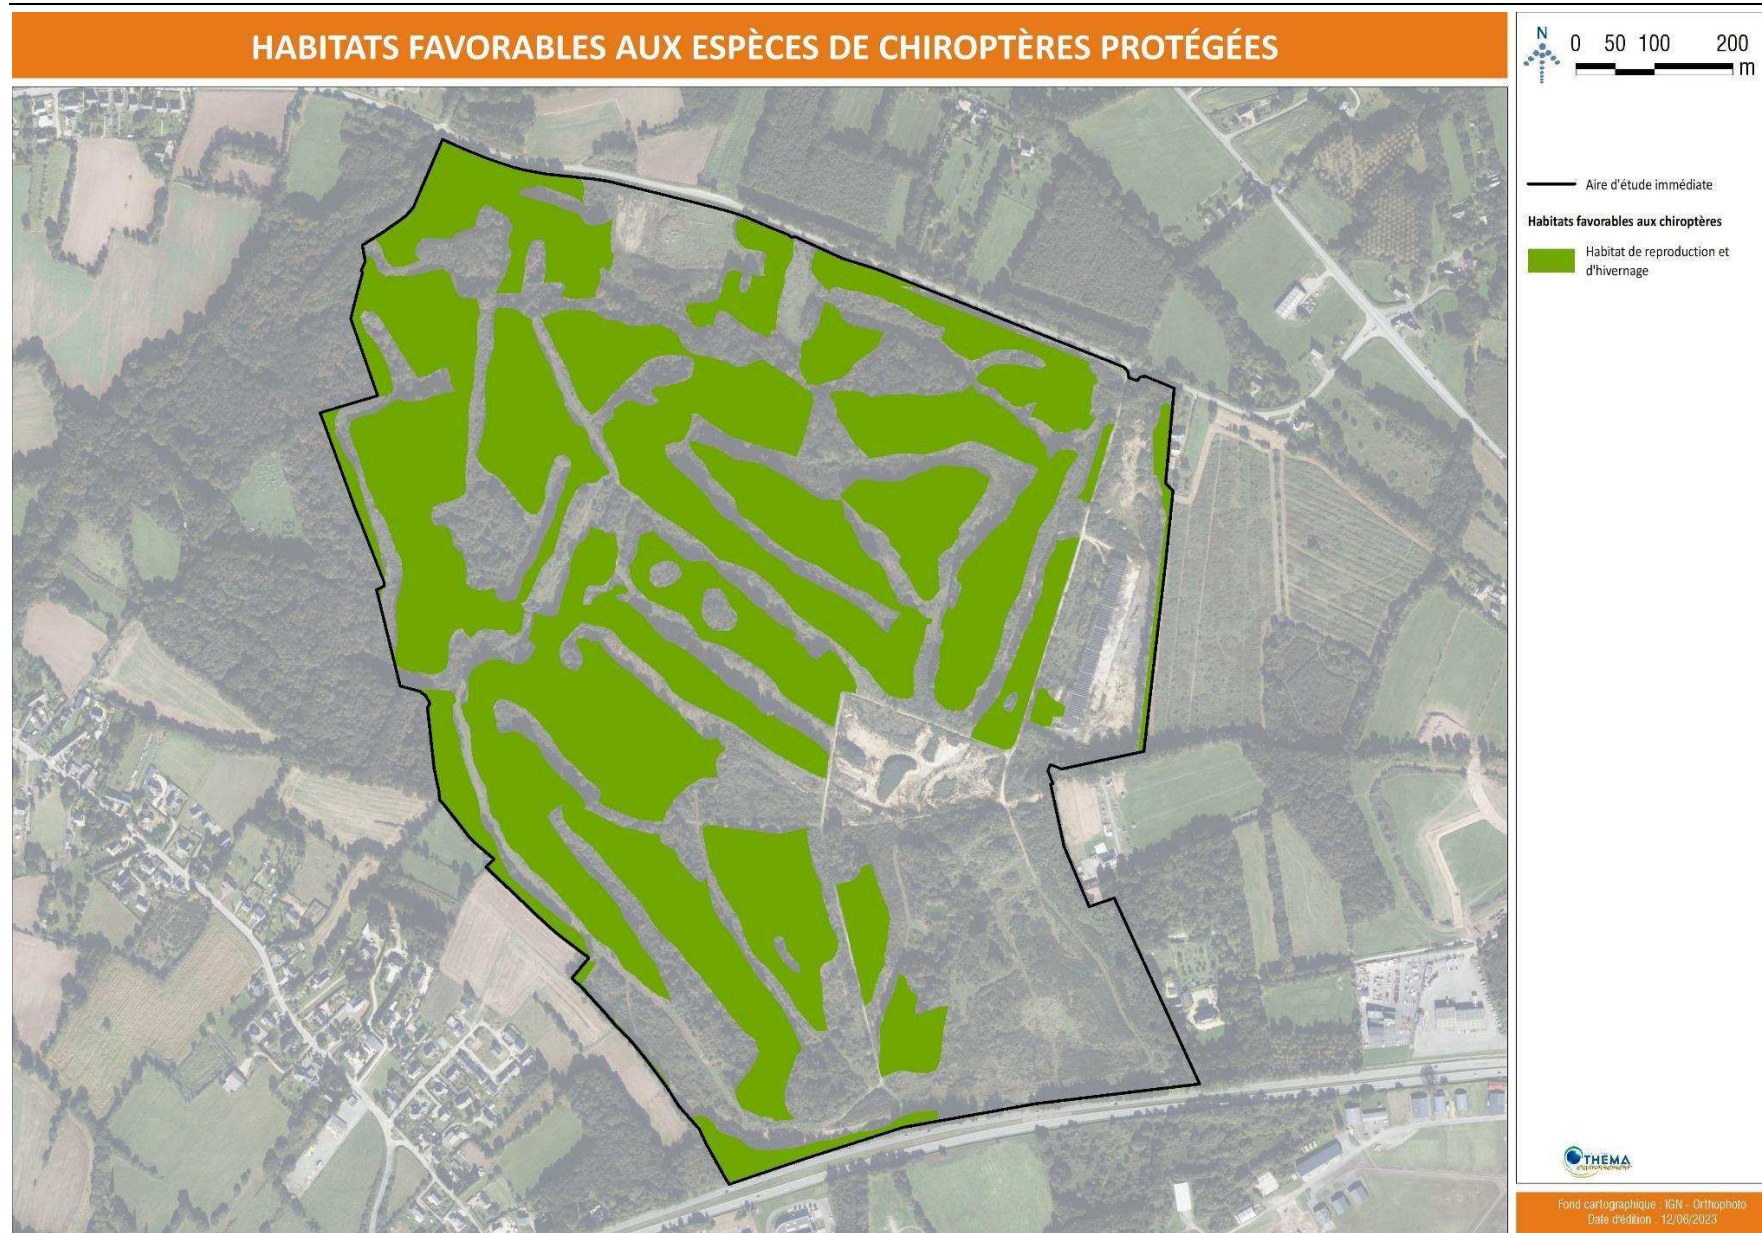 HABITATS FAVORABLES AUX ESPÈCES DE CHIROPTÈRES PROTÉGÉES
N
0 50 100 200
m
Aire d'étude immédiate
Habitats favorables aux chiroptères
Habitat de reproduction et
d'hivernage
THEMA
environnement
Fond cartographique : IGN - Orthophoto
Date d'édition : 12/06/2023